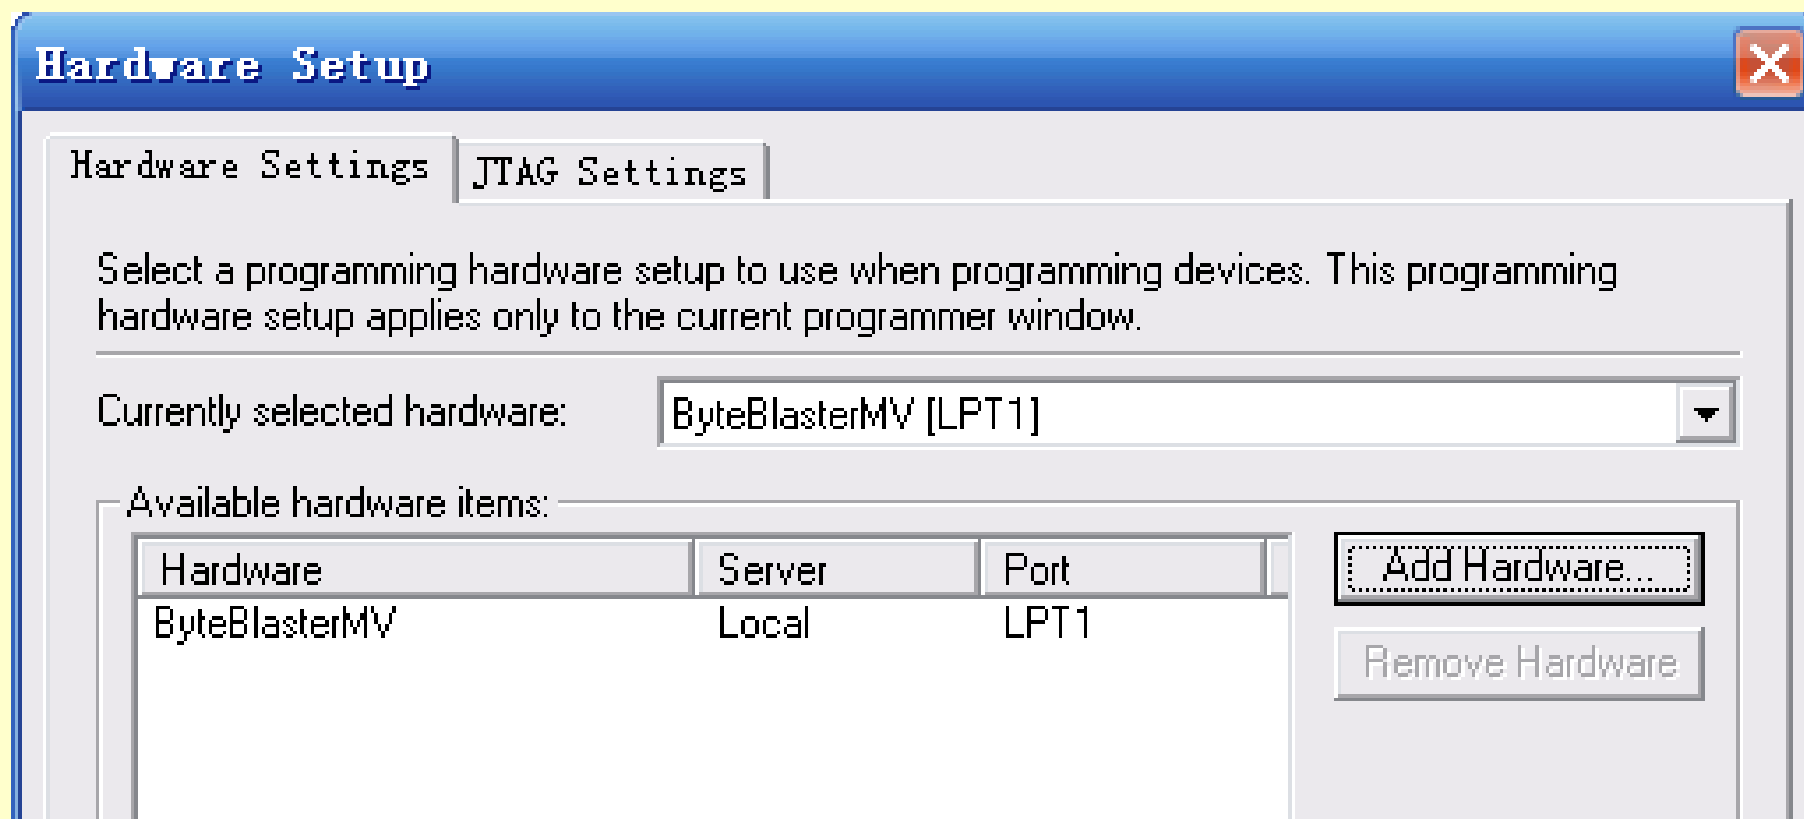 Hardware Setup
Hardware Settings JTAG Settings
Select a programming hardware setup to use when programming devices. This programming
hardware setup applies only to the current programmer window.
Currently selected hardware: ByteBlasterMV [LPT1]
Available hardware items:
Hardware Server Port Add Hardware...
ByteBlasterMV Local LPT1
Remove Hardware